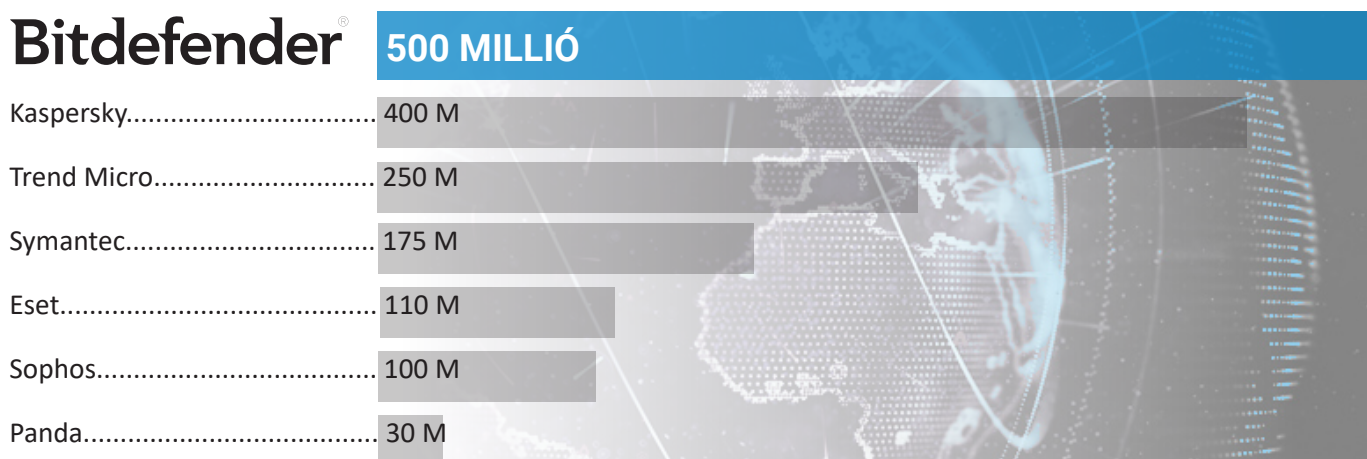 Bitdefender® 500 MILLIÓ
Kaspersky................................. 400 M
Trend Micro............................. 250 M
Symantec................................. 175 M
Eset.......................................... 110 M
Sophos..................................... 100 M
Panda....................................... 30 M